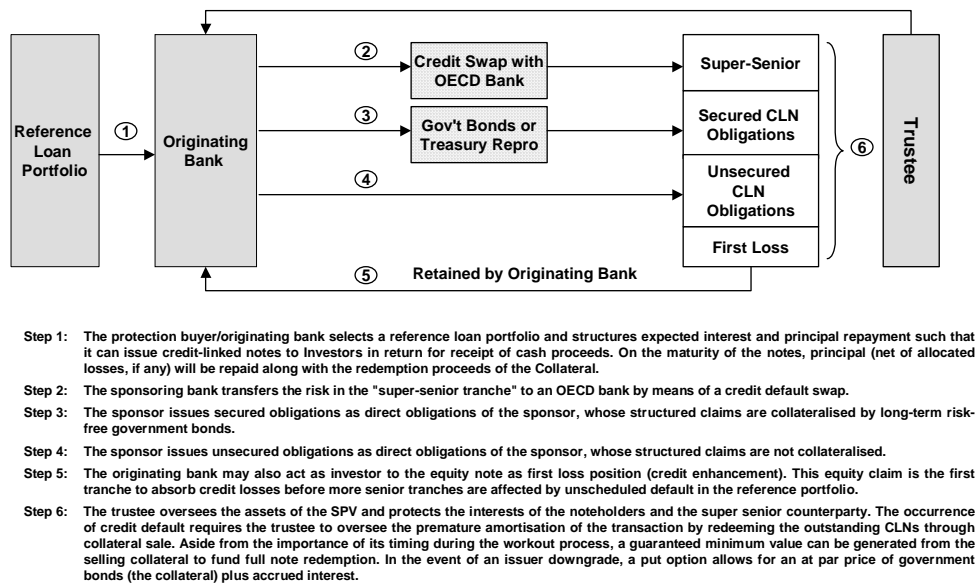 ②
Credit Swap with
OECD Bank
Super-Senior
Reference
Loan
Portfolio
①
Originating
Bank
③
Gov't Bonds or
Treasury Repro
Secured CLN
Obligations
⑥
Trustee
④
Unsecured
CLN
Obligations
First Loss
⑤ Retained by Originating Bank
Step 1: The protection buyer/originating bank selects a reference loan portfolio and structures expected interest and principal repayment such that
it can issue credit-linked notes to Investors in return for receipt of cash proceeds. On the maturity of the notes, principal (net of allocated
losses, if any) will be repaid along with the redemption proceeds of the Collateral.
Step 2: The sponsoring bank transfers the risk in the "super-senior tranche" to an OECD bank by means of a credit default swap.
Step 3: The sponsor issues secured obligations as direct obligations of the sponsor, whose structured claims are collateralised by long-term risk-
free government bonds.
Step 4: The sponsor issues unsecured obligations as direct obligations of the sponsor, whose structured claims are not collateralised.
Step 5: The originating bank may also act as investor to the equity note as first loss position (credit enhancement). This equity claim is the first
tranche to absorb credit losses before more senior tranches are affected by unscheduled default in the reference portfolio.
Step 6: The trustee oversees the assets of the SPV and protects the interests of the noteholders and the super senior counterparty. The occurrence
of credit default requires the trustee to oversee the premature amortisation of the transaction by redeeming the outstanding CLNs through
collateral sale. Aside from the importance of its timing during the workout process, a guaranteed minimum value can be generated from the
selling collateral to fund full note redemption. In the event of an issuer downgrade, a put option allows for an at par price of government
bonds (the collateral) plus accrued interest.